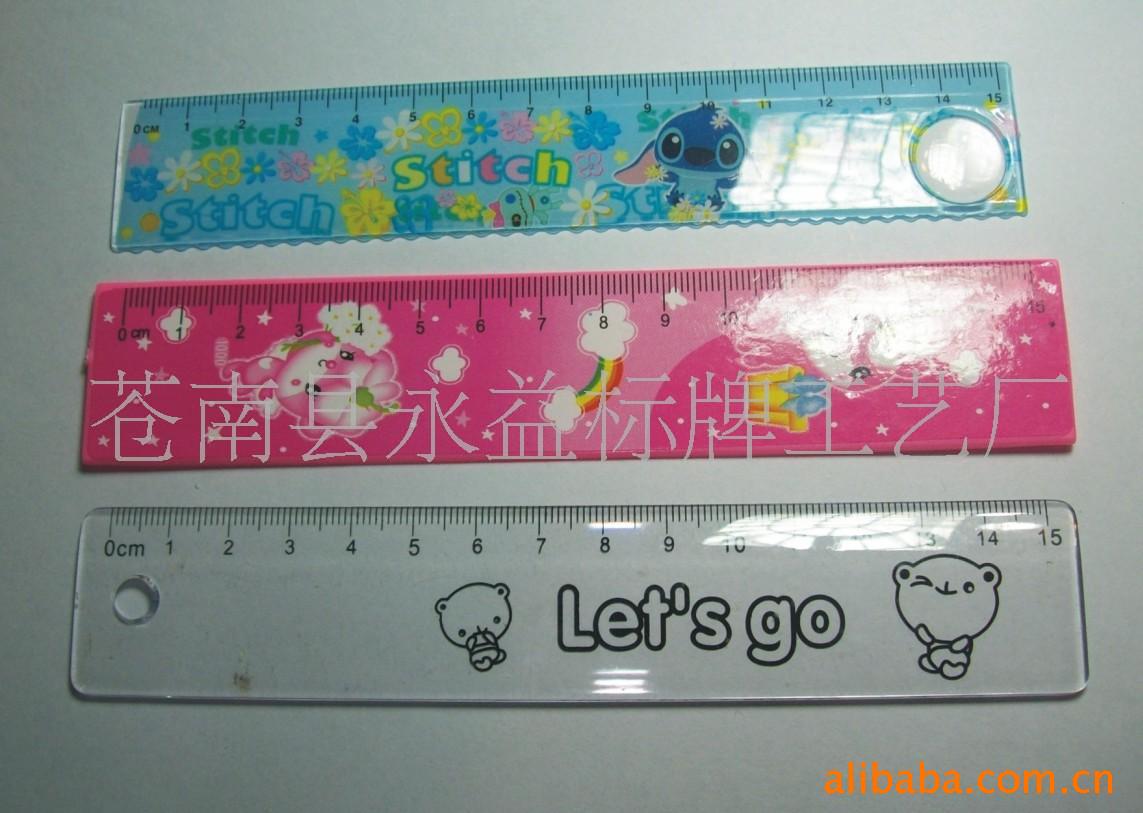 0CM 1 2 3 4 5 6 7 8 9 10 11 12 13 14 15
Stitch
Stitch
Stitch
Stitch
0 cm 1 2 3 4 5 6 7 8 9 10 15
苍南县永益标牌工艺厂
0cm 1 2 3 4 5 6 7 8 9 10 13 14 15
Let's go
alibaba.com.cn